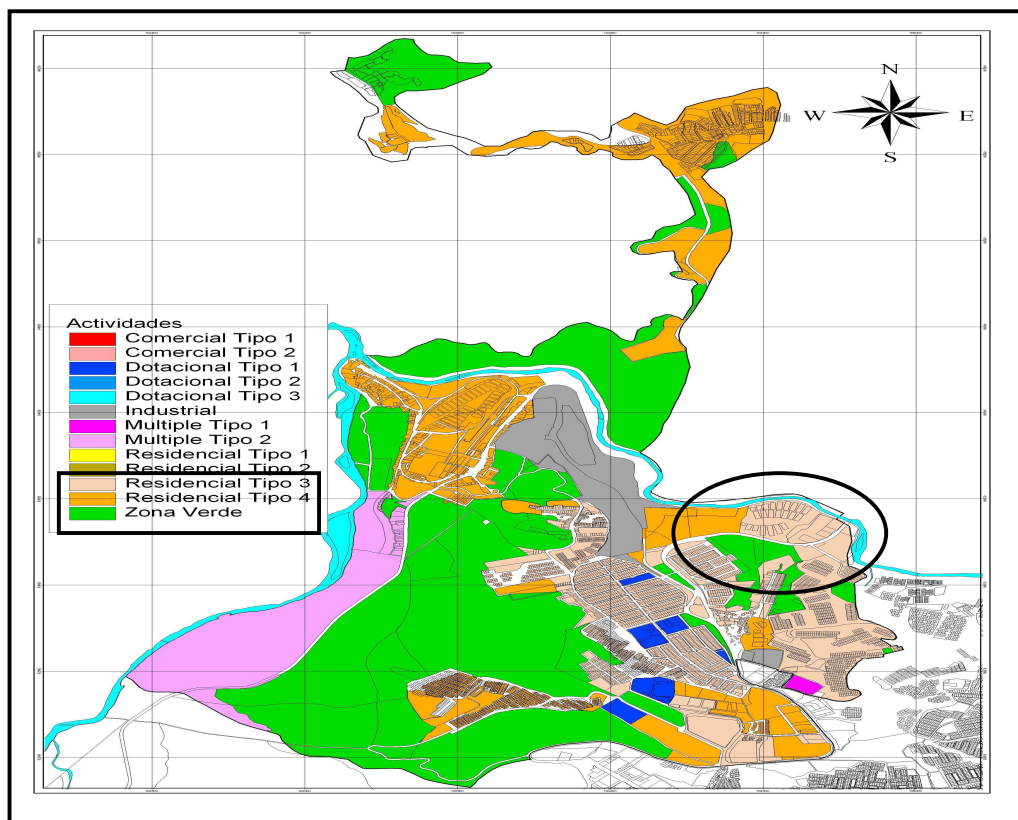 N
W E
S
Actividades
Comercial Tipo 1
Comercial Tipo 2
Dotacional Tipo 1
Dotacional Tipo 2
Dotacional Tipo 3
Industrial
Multiple Tipo 1
Multiple Tipo 2
Residencial Tipo 1
Residencial Tipo 2
Residencial Tipo 3
Residencial Tipo 4
Zona Verde